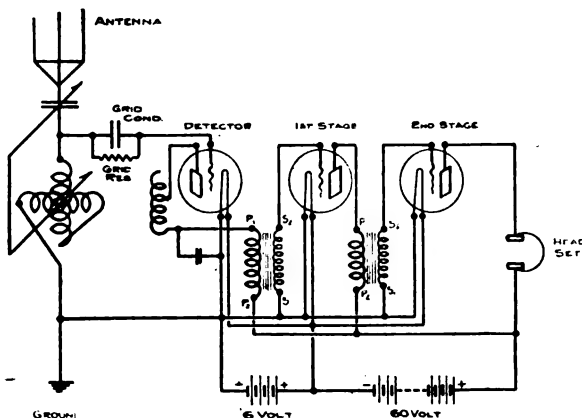 ANTENNA
GRID
COND.
GRID
RES
DETECTOR
1ST STAGE
2ND STAGE
P₁
S₂
P₂
S
P
S₂
P₂
S₁
HEAD
SET
GROUND
- +
6 VOLT
- +
60 VOLT